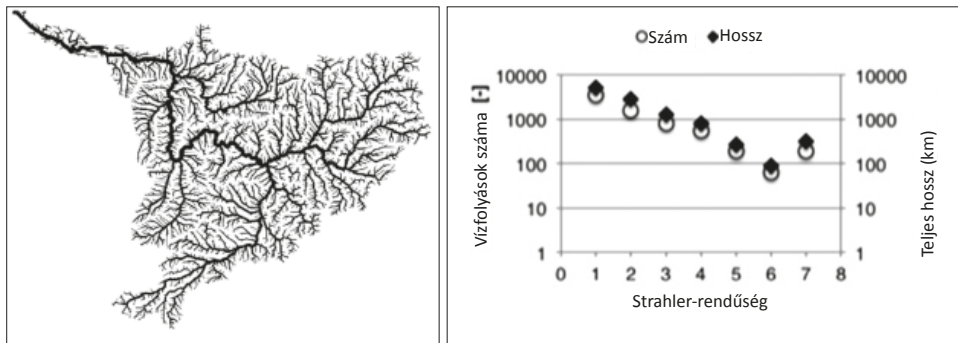 Szám Hossz
Vízfolyások száma [-]
10000
1000
100
10
1
10000
1000
100
10
1
Teljes hossz (km)
0 1 2 3 4 5 6 7 8
Strahler-rendűség